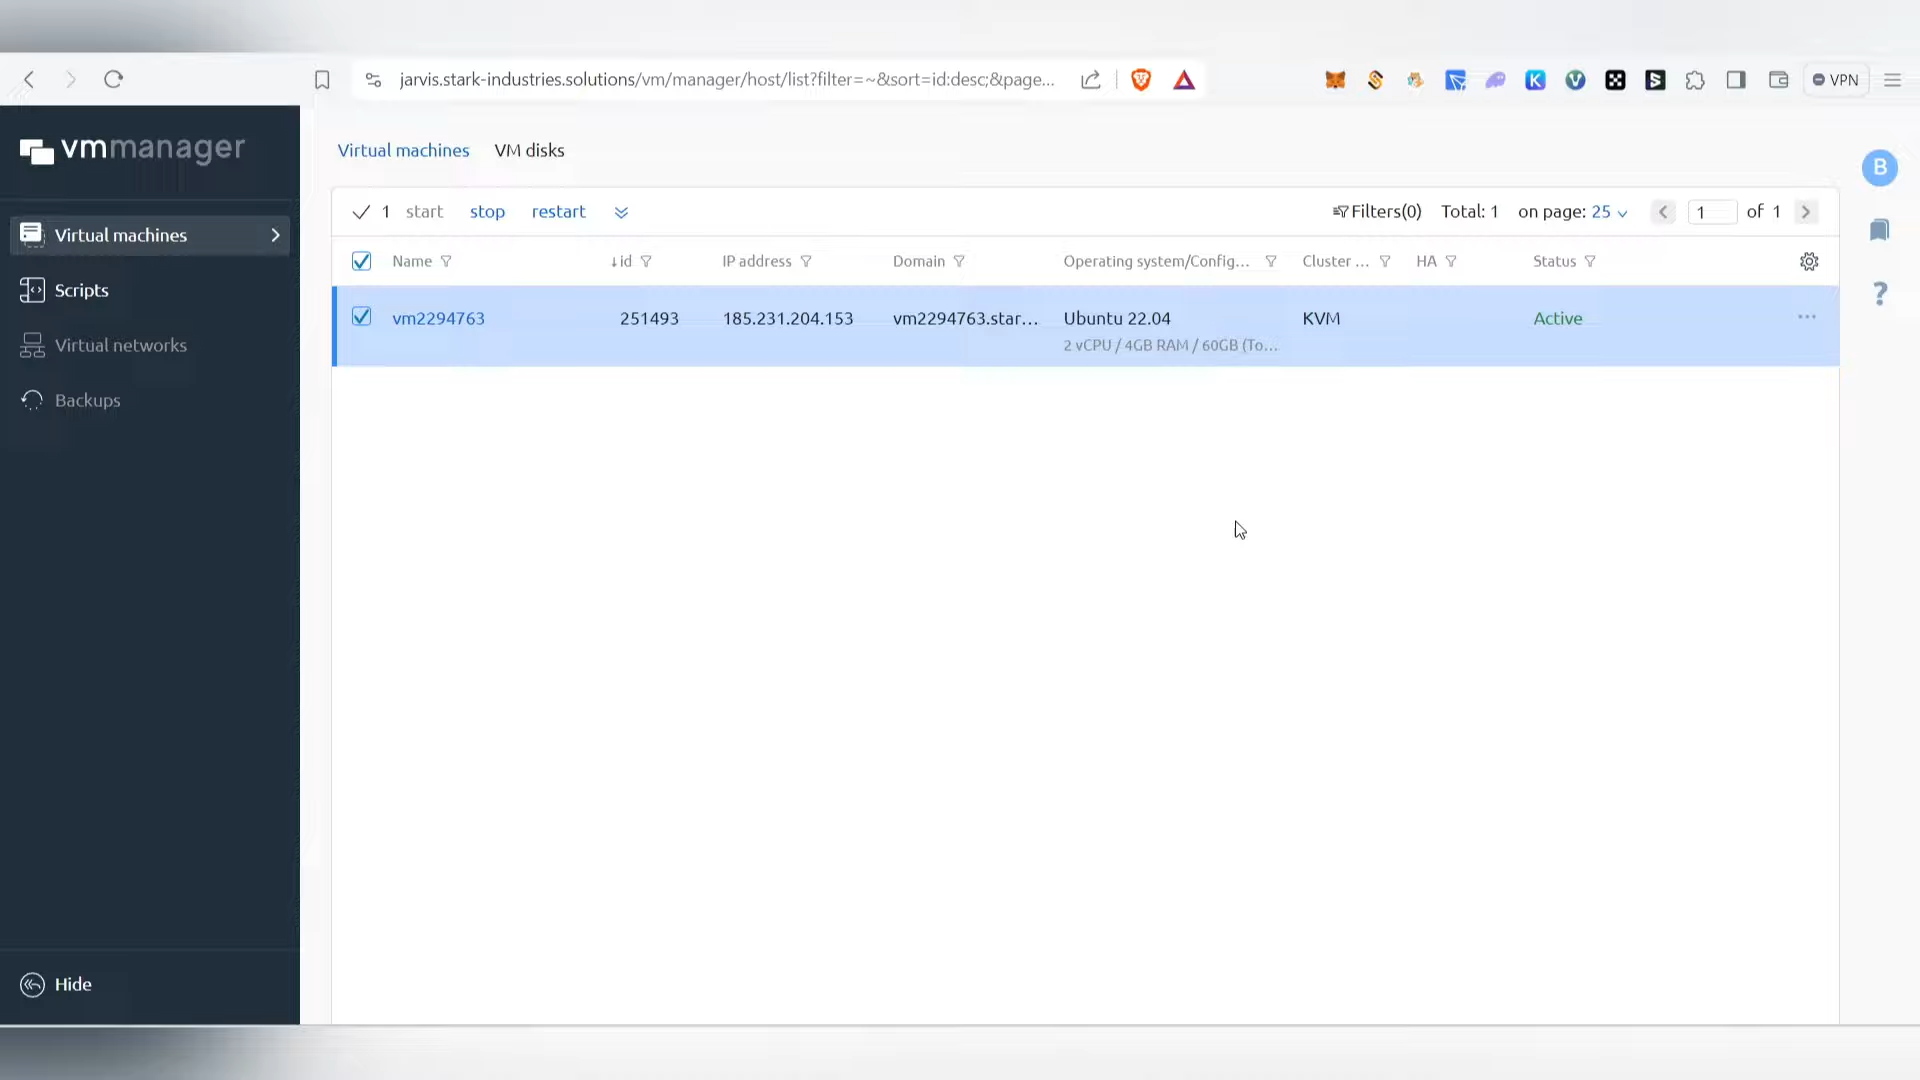 jarvis.stark-industries.solutions/vm/manager/host/list?filter=~&sort=id:desc;&page...
VPN
vmmanager
Virtual machines VM disks
B
1 start stop restart Filters(0) Total: 1 on page: 25 1 of 1
Virtual machines
Name id IP address Domain Operating system/Config... Cluster ... HA Status
Scripts
vm2294763 251493 185.231.204.153 vm2294763.star... Ubuntu 22.04 KVM Active ...
2 vCPU / 4GB RAM / 60GB (To...
Virtual networks
Backups
Hide